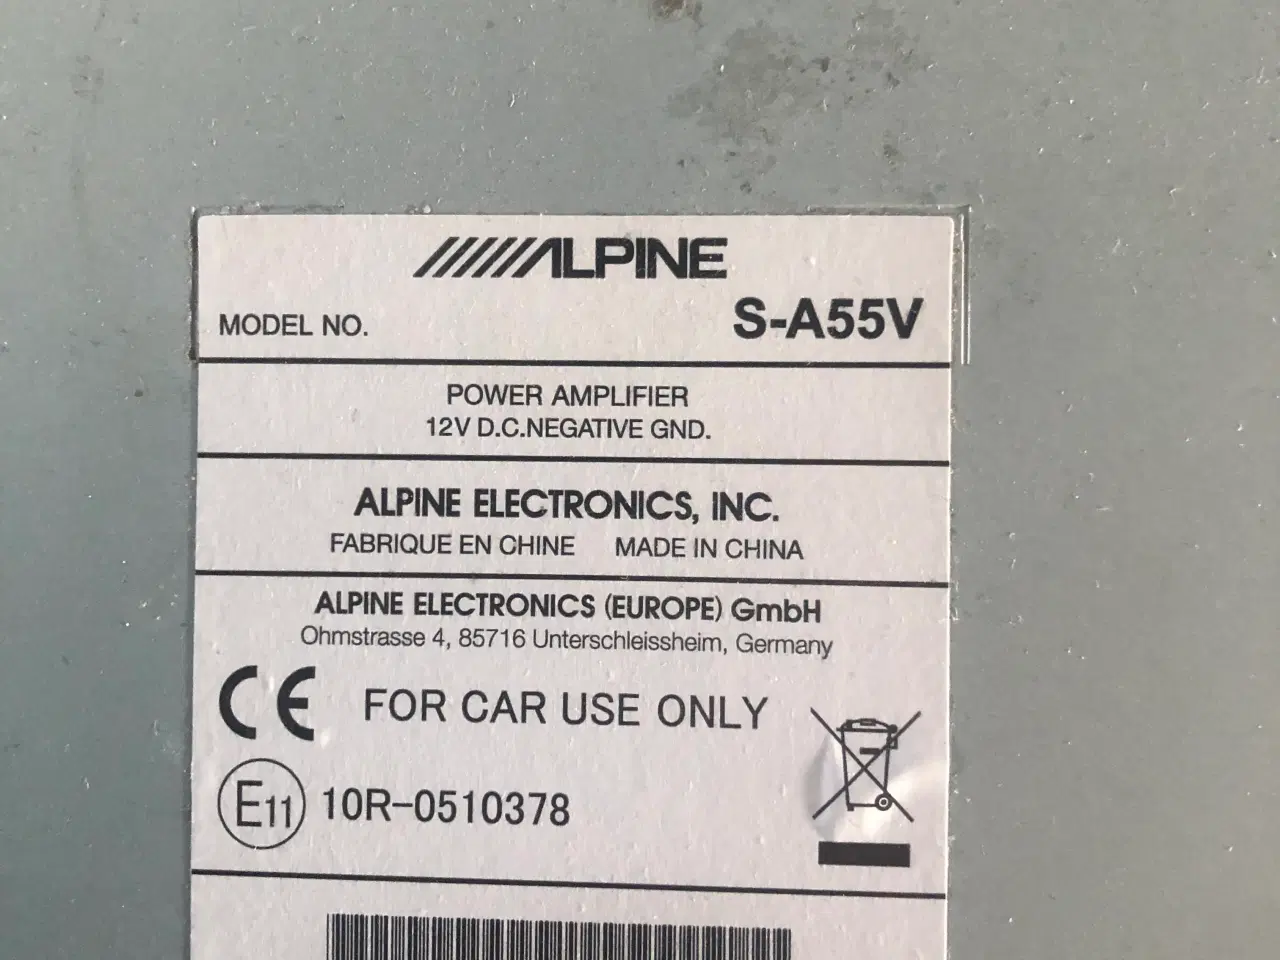 ALPINE
MODEL NO. S-A55V
POWER AMPLIFIER
12V D.C.NEGATIVE GND.
ALPINE ELECTRONICS, INC.
FABRIQUE EN CHINE MADE IN CHINA
ALPINE ELECTRONICS (EUROPE) GmbH
Ohmstrasse 4, 85716 Unterschleissheim, Germany
CE FOR CAR USE ONLY
E11 10R-0510378